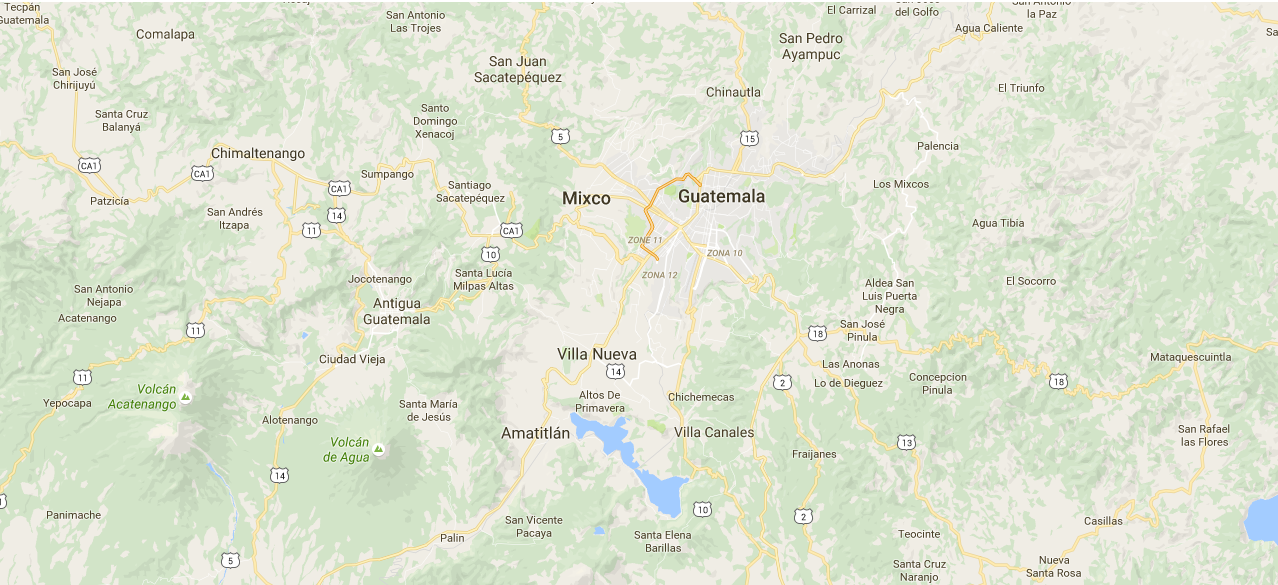 Tecpán
Guatemala
San Antonio
Las Trojes
El Carrizal
del Golfo
San Antonio
la Paz
Comalapa
San Pedro
Ayampuc
Agua Caliente
San Juan
Sacatepéquez
San José
Chirijuyú
Chinautla
El Triunfo
Santa Cruz
Balanyá
Santo
Domingo
Xenacoj
5
15
Palencia
Chimaltenango
CA1
CA1
Sumpango
CA1
Santiago
Sacatepéquez
Mixco
Guatemala
Los Mixcos
Patzicía
San Andrés
Itzapa
14
11
CA1
Agua Tibia
ZONE 11
10
ZONA 10
Santa Lucía
Milpas Altas
ZONA 12
Jocotenango
El Socorro
San Antonio
Nejapa
Aldea San
Luis Puerta
Negra
Acatenango
Antigua
Guatemala
11
18
San José
Pinula
Ciudad Vieja
Villa Nueva
Mataquescuintla
14
Las Anonas
11
2
Lo de Dieguez
Concepcion
Pinula
18
Volcán
Acatenango
Yepocapa
Altos De
Primavera
Chichemecas
Santa María
de Jesús
Alotenango
Amatitlán
Villa Canales
San Rafael
las Flores
Volcán
de Agua
13
Fraijanes
14
10
Panimache
2
San Vicente
Pacaya
Casillas
Palin
Santa Elena
Barillas
Teocinte
5
Santa Cruz
Naranjo
Nueva
Santa Rosa